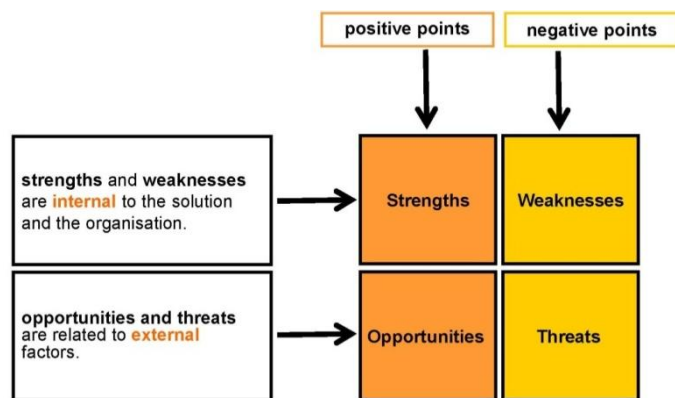 positive points
negative points
strengths and weaknesses
are internal to the solution
and the organisation.
Strengths
Weaknesses
opportunities and threats
are related to external
factors.
Opportunities
Threats